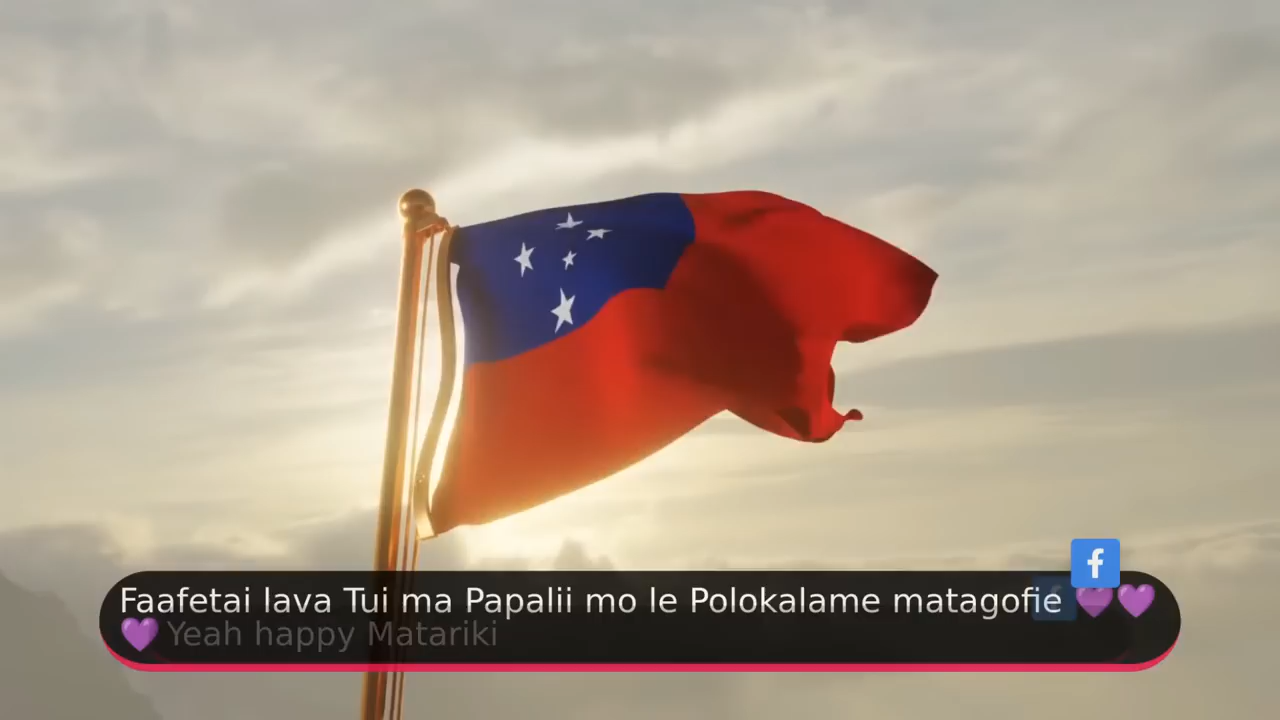 Faafetai lava Tui ma Papalii mo le Polokalame matagofie 💜💜
💜 Yeah happy Matariki